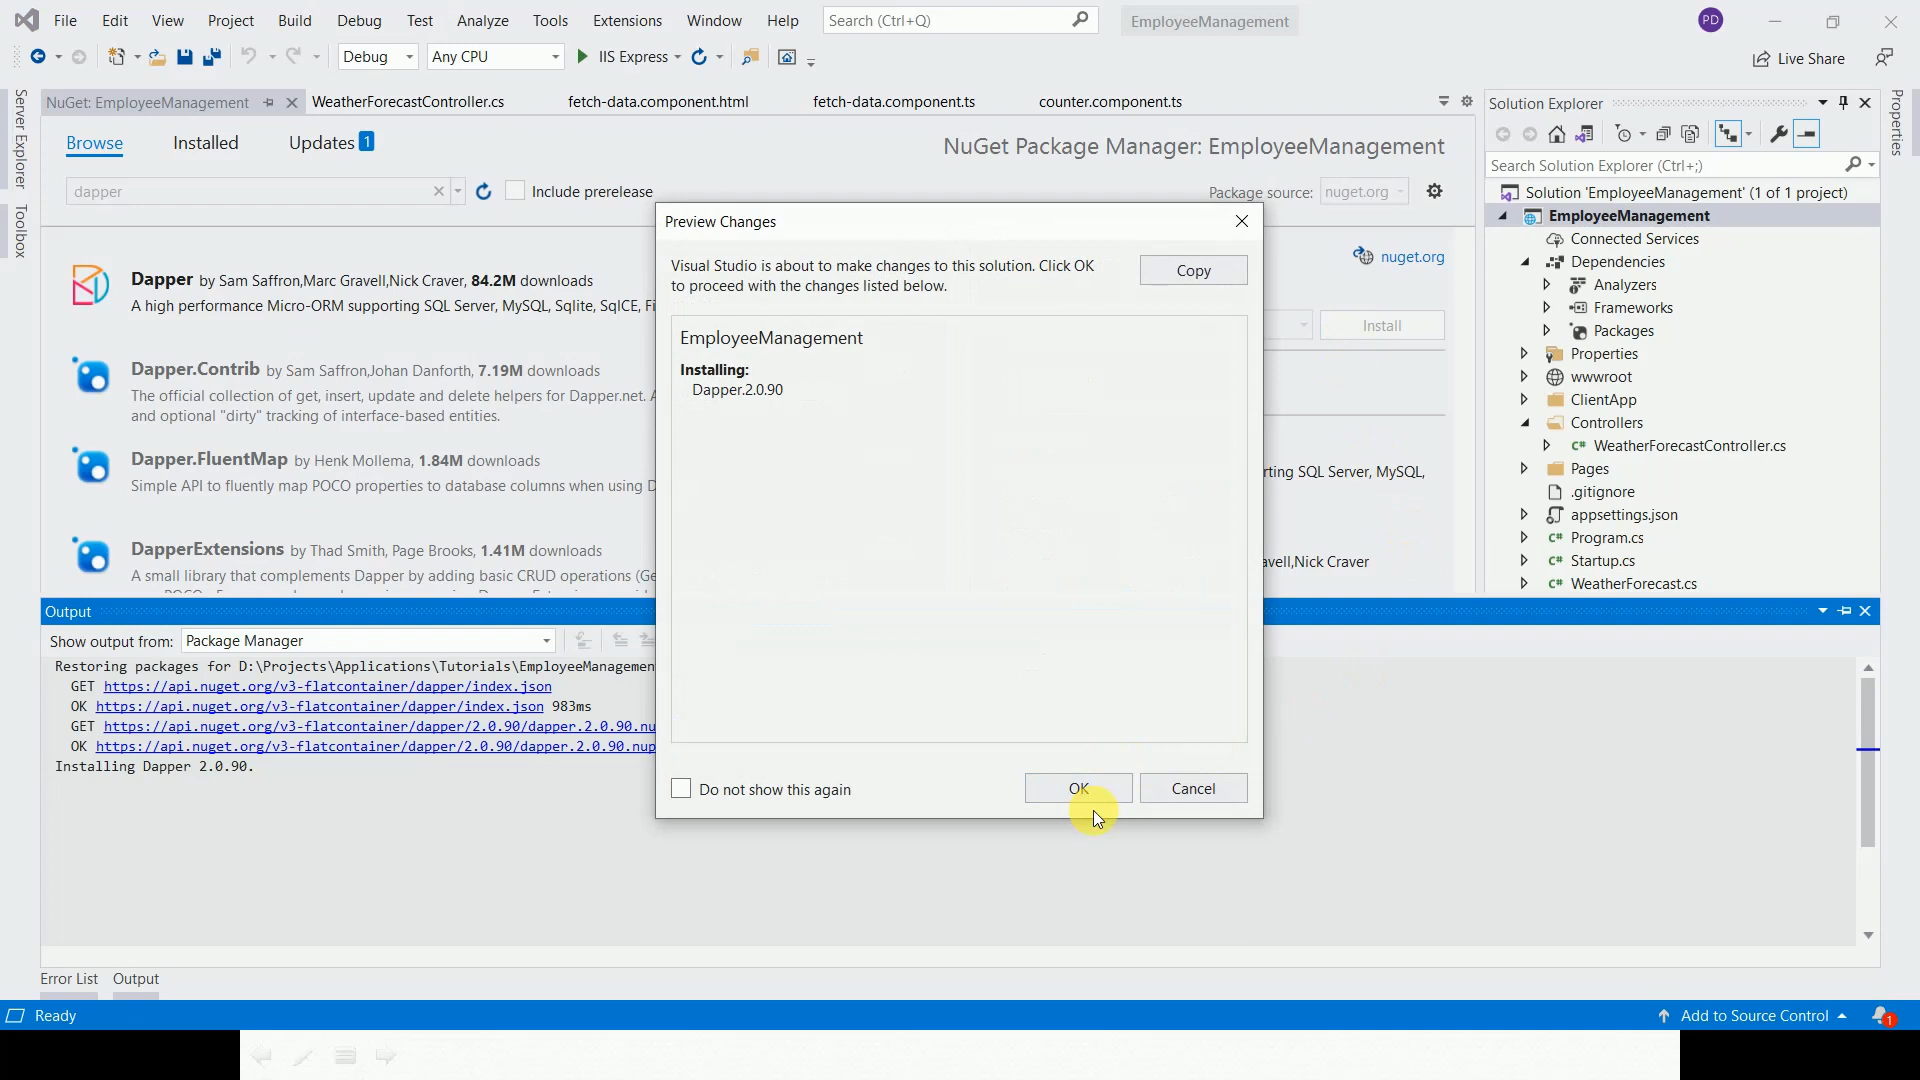 File Edit View Project Build Debug Test Analyze Tools Extensions Window Help Search (Ctrl+Q) EmployeeManagement PD
Debug Any CPU IIS Express Live Share
Server Explorer
Toolbox
NuGet: EmployeeManagement WeatherForecastController.cs fetch-data.component.html fetch-data.component.ts counter.component.ts
Browse Installed Updates 1
NuGet Package Manager: EmployeeManagement
dapper Include prerelease Package source: nuget.org
Dapper by Sam Saffron,Marc Gravell,Nick Craver, 84.2M downloads
A high performance Micro-ORM supporting SQL Server, MySQL, Sqlite, SqlCE, Fi
Dapper.Contrib by Sam Saffron,Johan Danforth, 7.19M downloads
The official collection of get, insert, update and delete helpers for Dapper.net. A
and optional "dirty" tracking of interface-based entities.
Dapper.FluentMap by Henk Mollema, 1.84M downloads
Simple API to fluently map POCO properties to database columns when using D
DapperExtensions by Thad Smith, Page Brooks, 1.41M downloads
A small library that complements Dapper by adding basic CRUD operations (Ge
nuget.org
Install
rting SQL Server, MySQL,
avell,Nick Craver
Preview Changes
Visual Studio is about to make changes to this solution. Click OK
to proceed with the changes listed below.
Copy
EmployeeManagement
Installing:
Dapper.2.0.90
Do not show this again
OK
Cancel
Solution Explorer
Search Solution Explorer (Ctrl+;)
Solution 'EmployeeManagement' (1 of 1 project)
EmployeeManagement
Connected Services
Dependencies
Analyzers
Frameworks
Packages
Properties
wwwroot
ClientApp
Controllers
C# WeatherForecastController.cs
Pages
.gitignore
appsettings.json
C# Program.cs
C# Startup.cs
C# WeatherForecast.cs
Properties
Output
Show output from: Package Manager
Restoring packages for D:\Projects\Applications\Tutorials\EmployeeManagemen
GET https://api.nuget.org/v3-flatcontainer/dapper/index.json
OK https://api.nuget.org/v3-flatcontainer/dapper/index.json 983ms
GET https://api.nuget.org/v3-flatcontainer/dapper/2.0.90/dapper.2.0.90.nu
OK https://api.nuget.org/v3-flatcontainer/dapper/2.0.90/dapper.2.0.90.nup
Installing Dapper 2.0.90.
Error List Output
Ready Add to Source Control 1